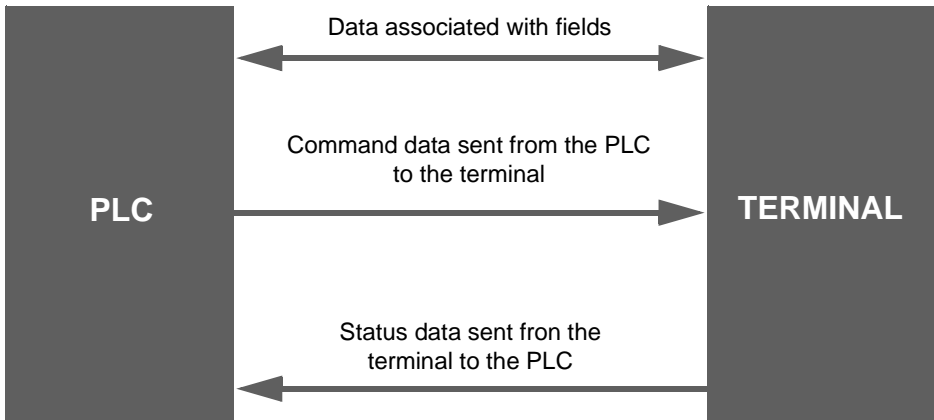 Data associated with fields
Command data sent from the PLC
to the terminal
PLC
TERMINAL
Status data sent fron the
terminal to the PLC